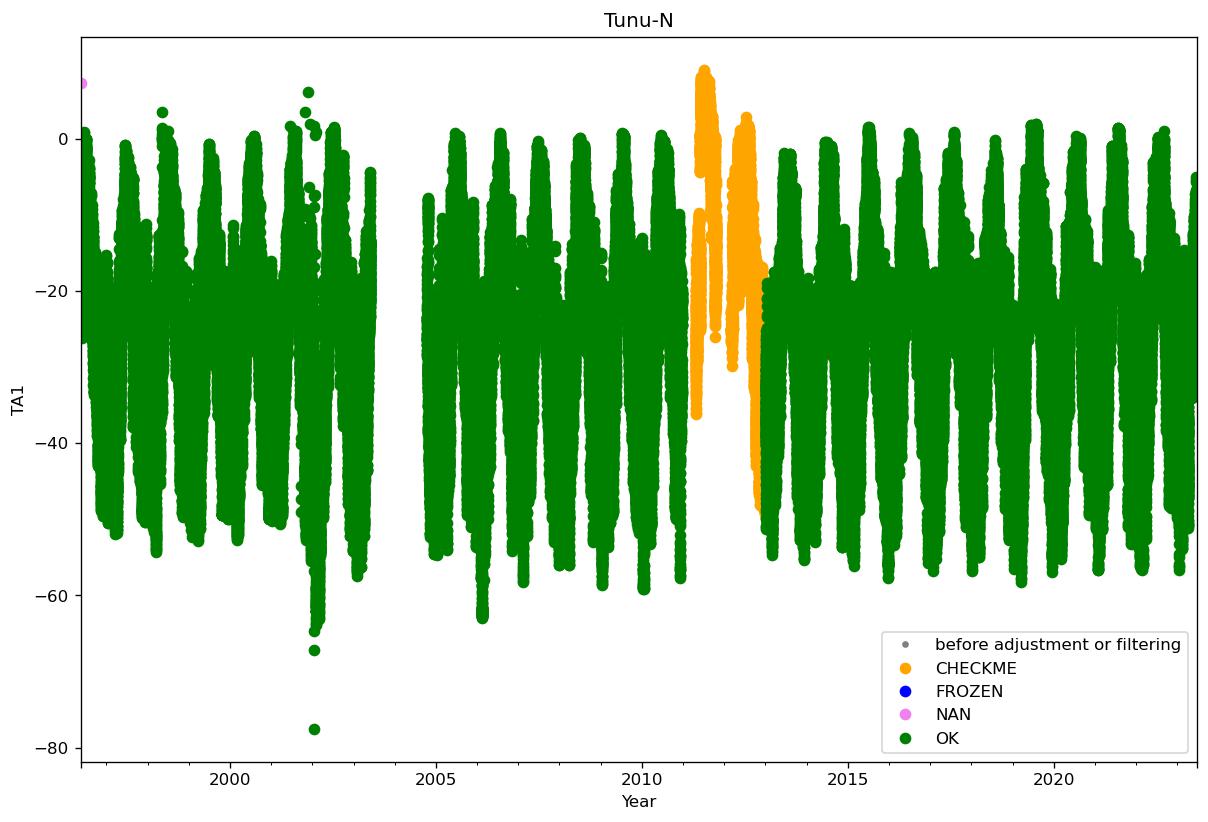 Tunu-N
0
−20
−40
−60
−80
TA1
2000
2005
2010
2015
2020
Year
before adjustment or filtering
CHECKME
FROZEN
NAN
OK